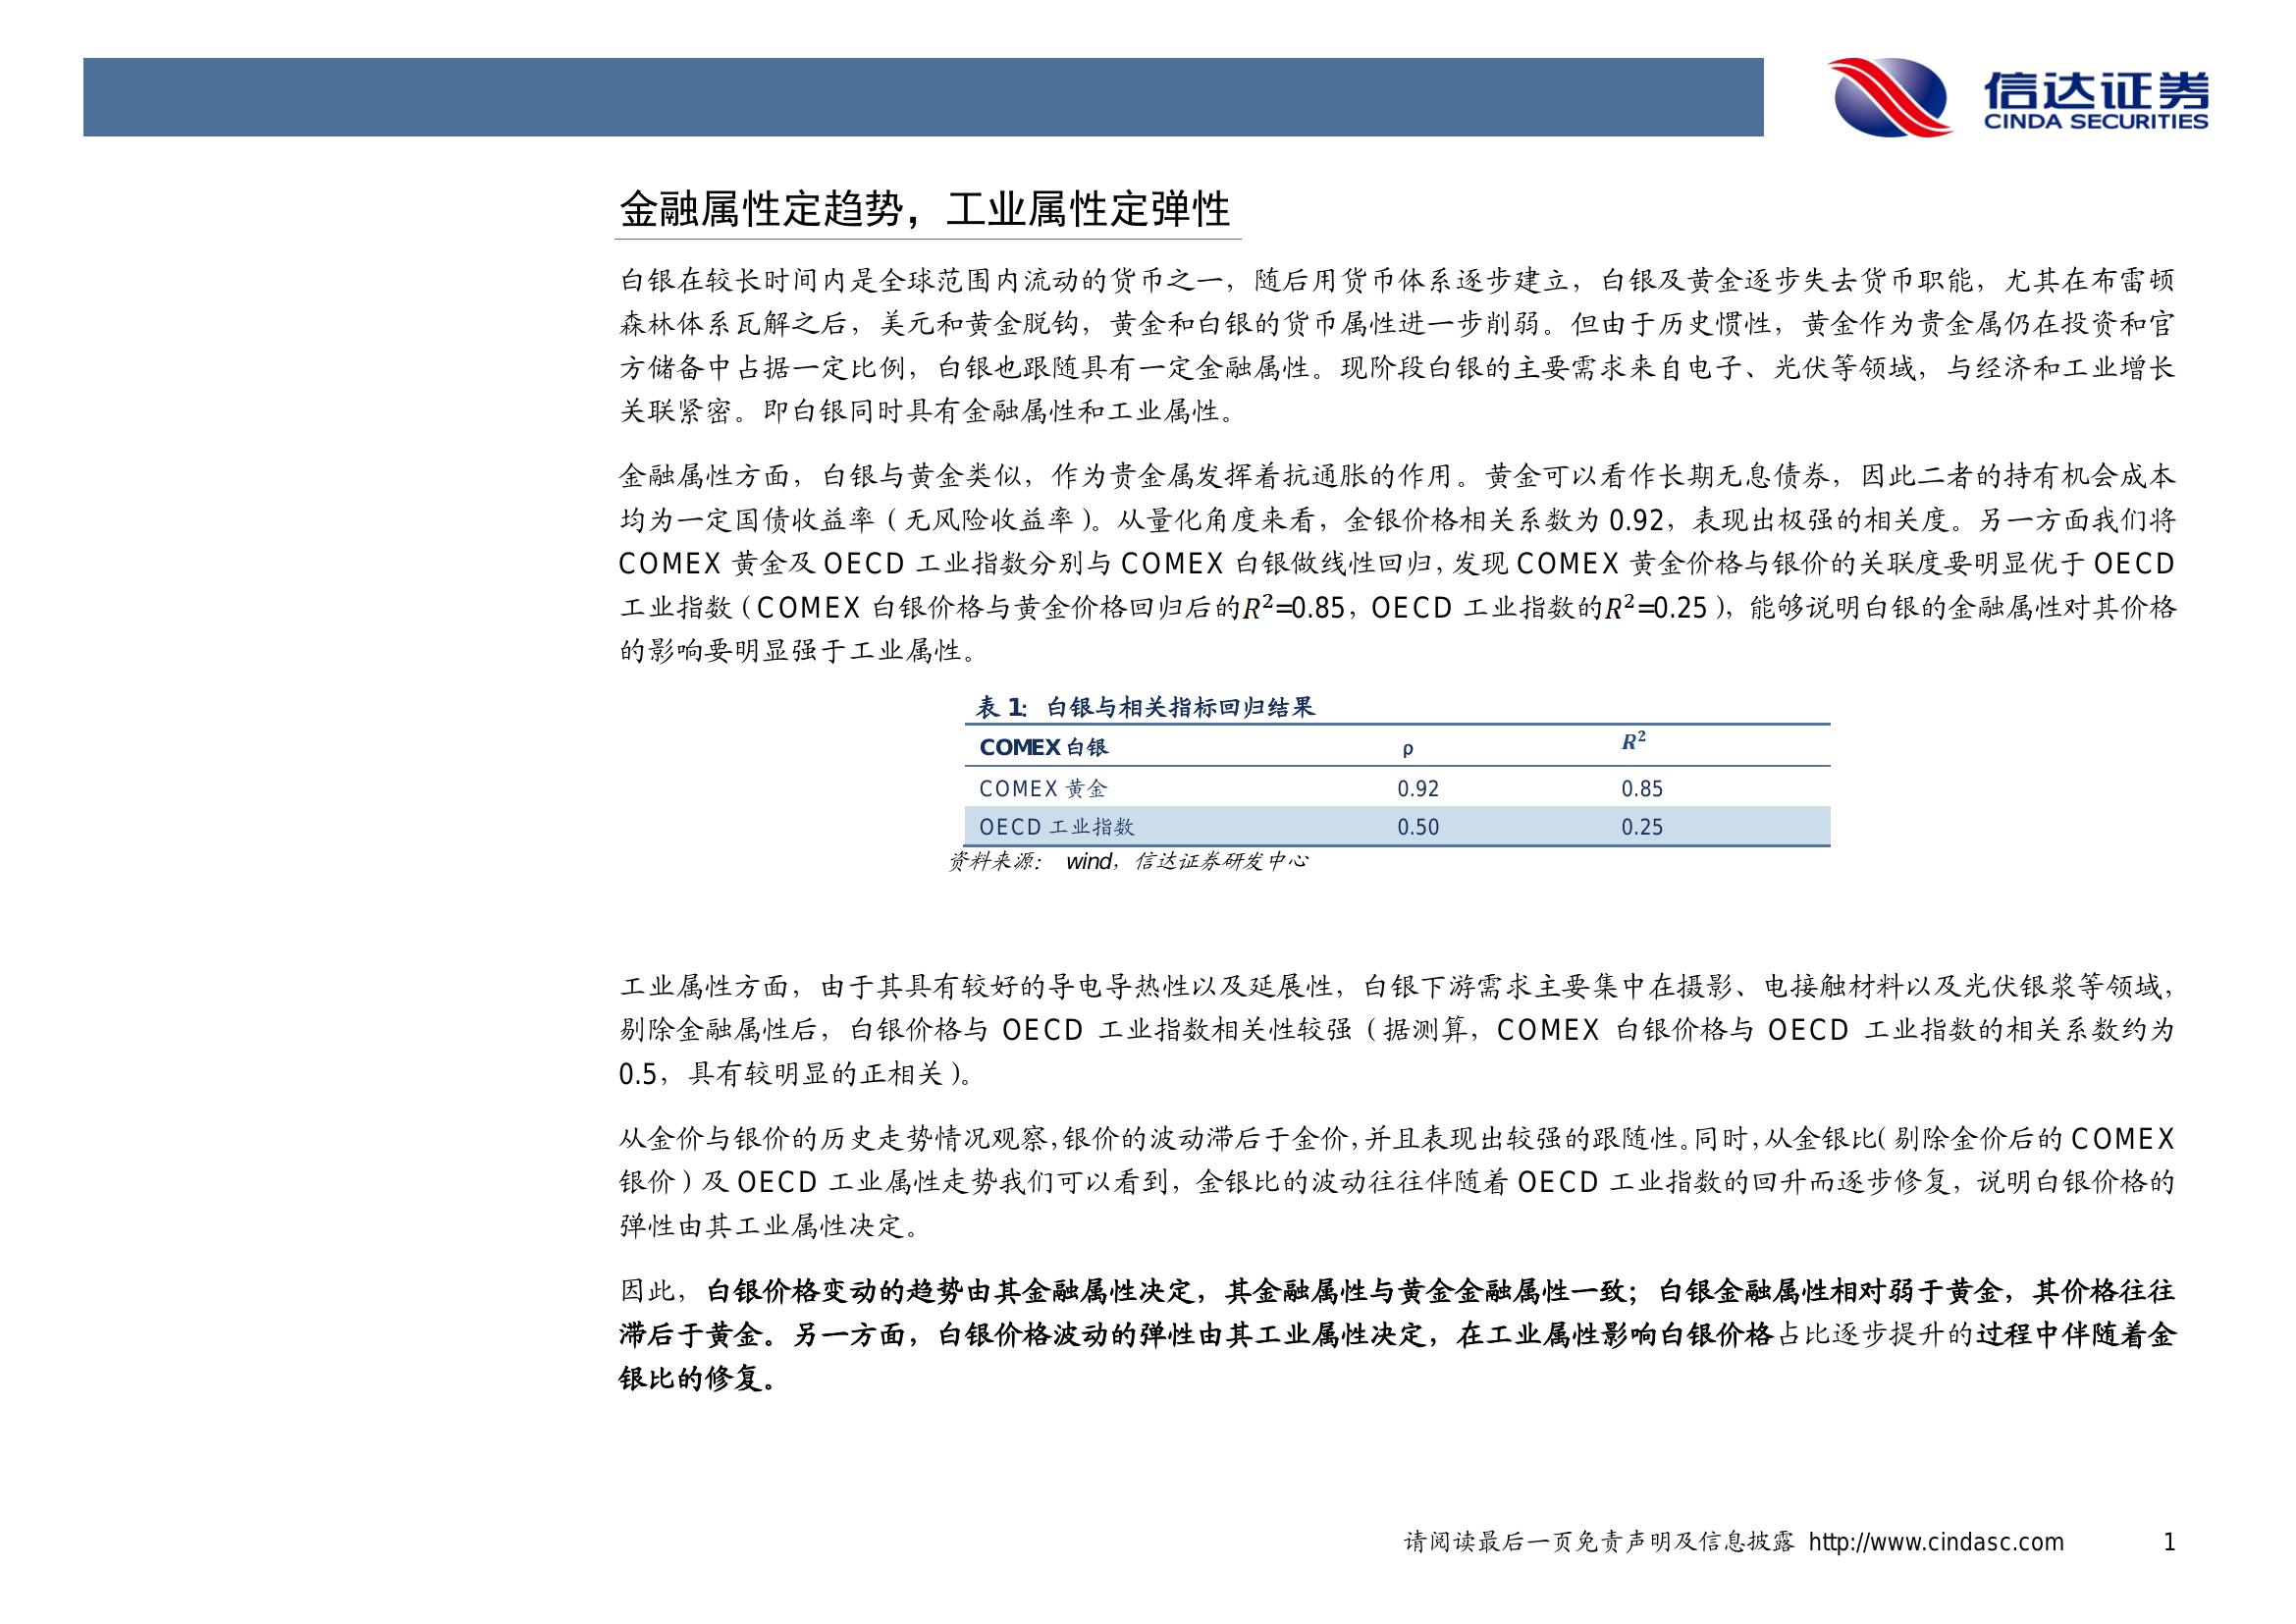 信达证券
CINDA SECURITIES
金融属性定趋势，工业属性定弹性
白银在较长时间内是全球范围内流动的货币之一，随后用货币体系逐步建立，白银及黄金逐步失去货币职能，尤其在布雷顿
森林体系瓦解之后，美元和黄金脱钩，黄金和白银的货币属性进一步削弱。但由于历史惯性，黄金作为贵金属仍在投资和官
方储备中占据一定比例，白银也跟随具有一定金融属性。现阶段白银的主要需求来自电子、光伏等领域，与经济和工业增长
关联紧密。即白银同时具有金融属性和工业属性。
金融属性方面，白银与黄金类似，作为贵金属发挥着抗通胀的作用。黄金可以看作长期无息债券，因此二者的持有机会成本
均为一定国债收益率（无风险收益率）。从量化角度来看，金银价格相关系数为 0.92，表现出极强的相关度。另一方面我们将
COMEX 黄金及 OECD 工业指数分别与 COMEX 白银做线性回归，发现 COMEX 黄金价格与银价的关联度要明显优于 OECD
工业指数（COMEX 白银价格与黄金价格回归后的R²=0.85，OECD 工业指数的R²=0.25），能够说明白银的金融属性对其价格
的影响要明显强于工业属性。
表 1: 白银与相关指标回归结果
COMEX 白银 ρ R²
COMEX 黄金 0.92 0.85
OECD 工业指数 0.50 0.25
资料来源： wind，信达证券研发中心
工业属性方面，由于其具有较好的导电导热性以及延展性，白银下游需求主要集中在摄影、电接触材料以及光伏银浆等领域，
剔除金融属性后，白银价格与 OECD 工业指数相关性较强（据测算，COMEX 白银价格与 OECD 工业指数的相关系数约为
0.5，具有较明显的正相关）。
从金价与银价的历史走势情况观察，银价的波动滞后于金价，并且表现出较强的跟随性。同时，从金银比（剔除金价后的 COMEX
银价）及 OECD 工业属性走势我们可以看到，金银比的波动往往伴随着 OECD 工业指数的回升而逐步修复，说明白银价格的
弹性由其工业属性决定。
因此，白银价格变动的趋势由其金融属性决定，其金融属性与黄金金融属性一致；白银金融属性相对弱于黄金，其价格往往
滞后于黄金。另一方面，白银价格波动的弹性由其工业属性决定，在工业属性影响白银价格占比逐步提升的过程中伴随着金
银比的修复。
请阅读最后一页免责声明及信息披露 http://www.cindasc.com 1